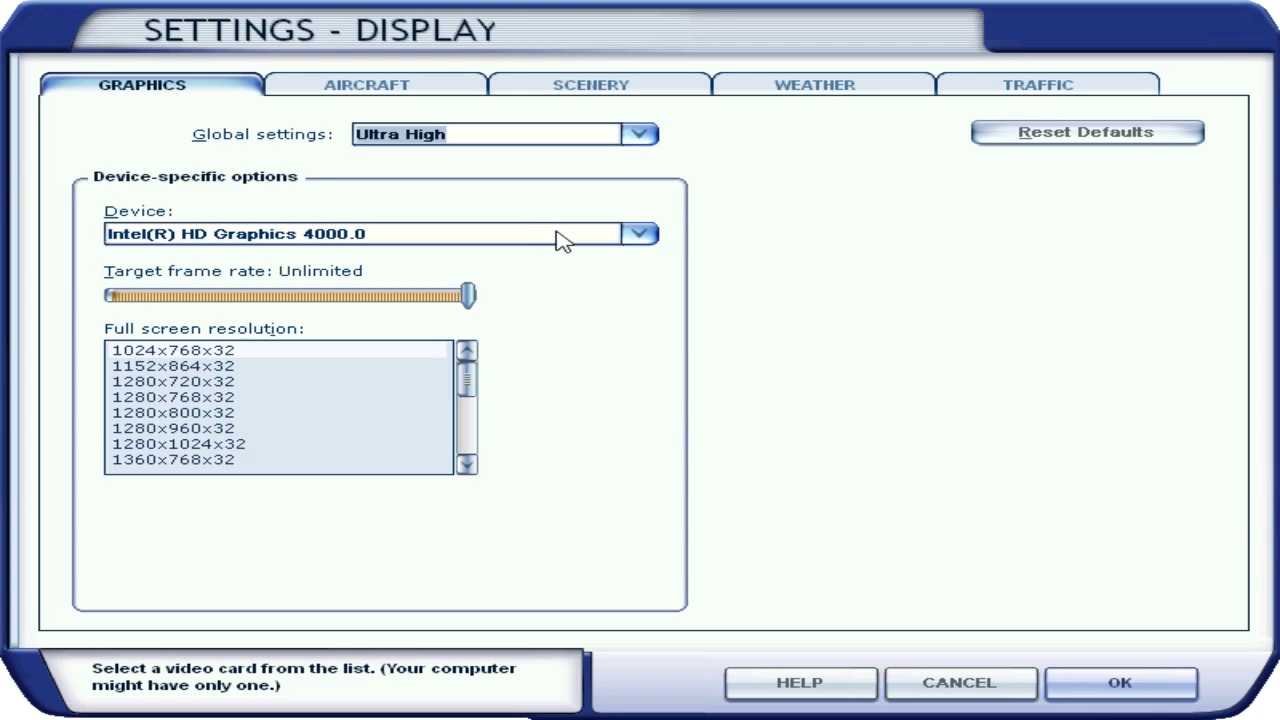 SETTINGS - DISPLAY
GRAPHICS
AIRCRAFT
SCENERY
WEATHER
TRAFFIC
Global settings:
Ultra High
Reset Defaults
Device-specific options
Device:
Intel(R) HD Graphics 4000.0
Target frame rate: Unlimited
Full screen resolution:
1024x768x32
1152x864x32
1280x720x32
1280x768x32
1280x800x32
1280x960x32
1280x1024x32
1360x768x32
Select a video card from the list. (Your computer
might have only one.)
HELP
CANCEL
OK